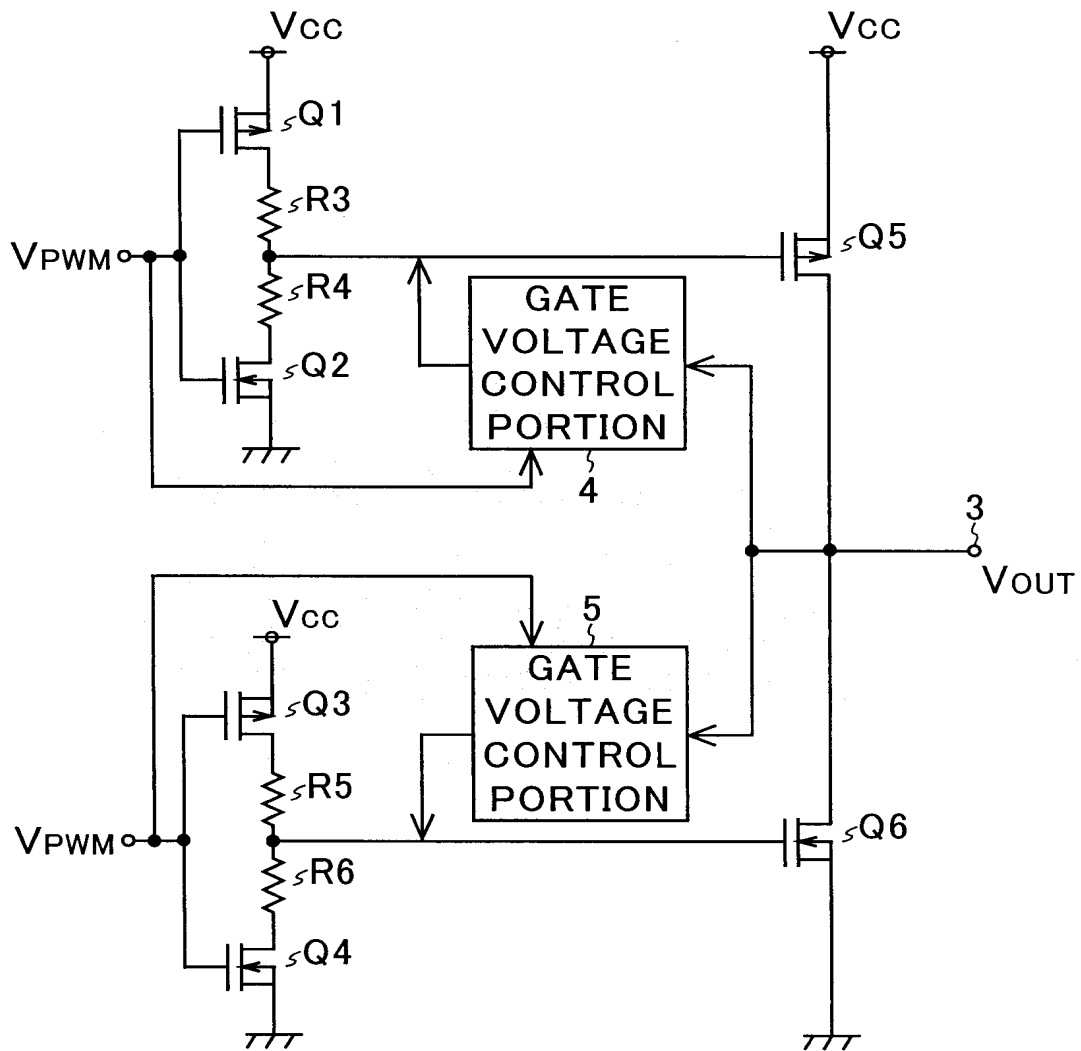 VCC
VCC
Q1
R3
Q5
VPWM
R4
GATE
VOLTAGE
CONTROL
PORTION
Q2
4
3
VOUT
5
VCC
GATE
VOLTAGE
CONTROL
PORTION
Q3
R5
VPWM
Q6
R6
Q4